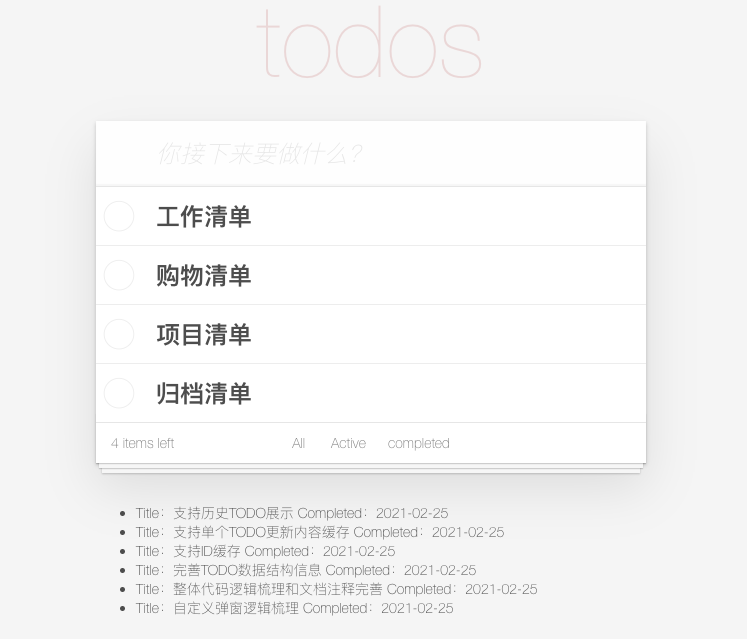 todos
你接下来要做什么?
工作清单
购物清单
项目清单
归档清单
4 items left All Active completed
Title：支持历史TODO展示 Completed：2021-02-25
Title：支持单个TODO更新内容缓存 Completed：2021-02-25
Title：支持ID缓存 Completed：2021-02-25
Title：完善TODO数据结构信息 Completed：2021-02-25
Title：整体代码逻辑梳理和文档注释完善 Completed：2021-02-25
Title：自定义弹窗逻辑梳理 Completed：2021-02-25